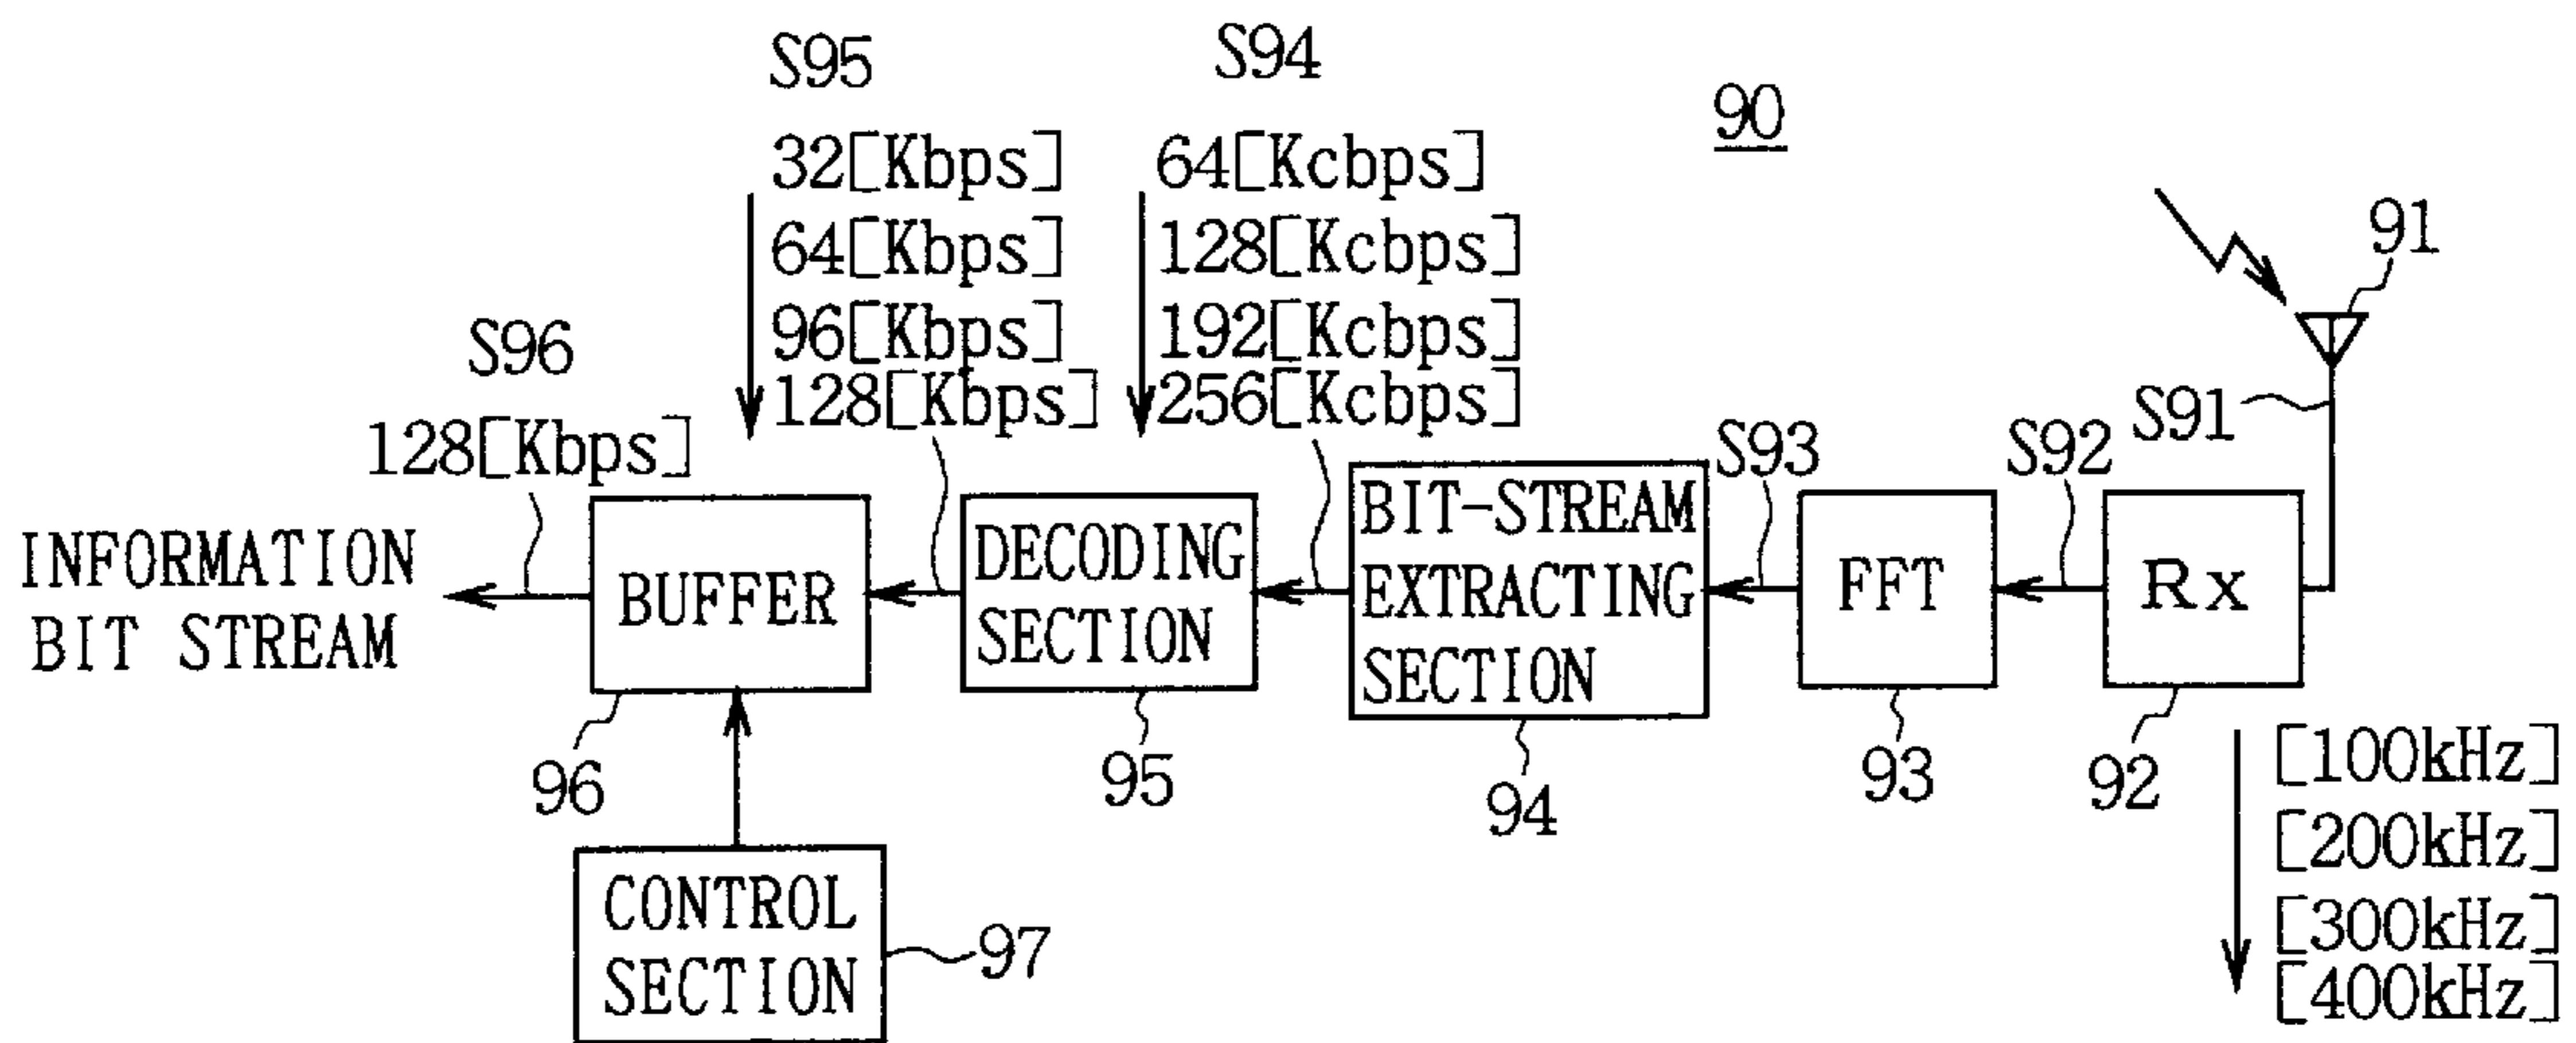 90
S95
S94
32[Kbps]
64[Kbps]
96[Kbps]
128[Kbps]
64[Kcbps]
128[Kcbps]
192[Kcbps]
256[Kcbps]
S96
128[Kbps]
91
S91
S92
S93
INFORMATION
BIT STREAM
BUFFER
DECODING
SECTION
BIT-STREAM
EXTRACTING
SECTION
FFT
Rx
96
95
94
93
92
[100kHz]
[200kHz]
[300kHz]
[400kHz]
CONTROL
SECTION
97